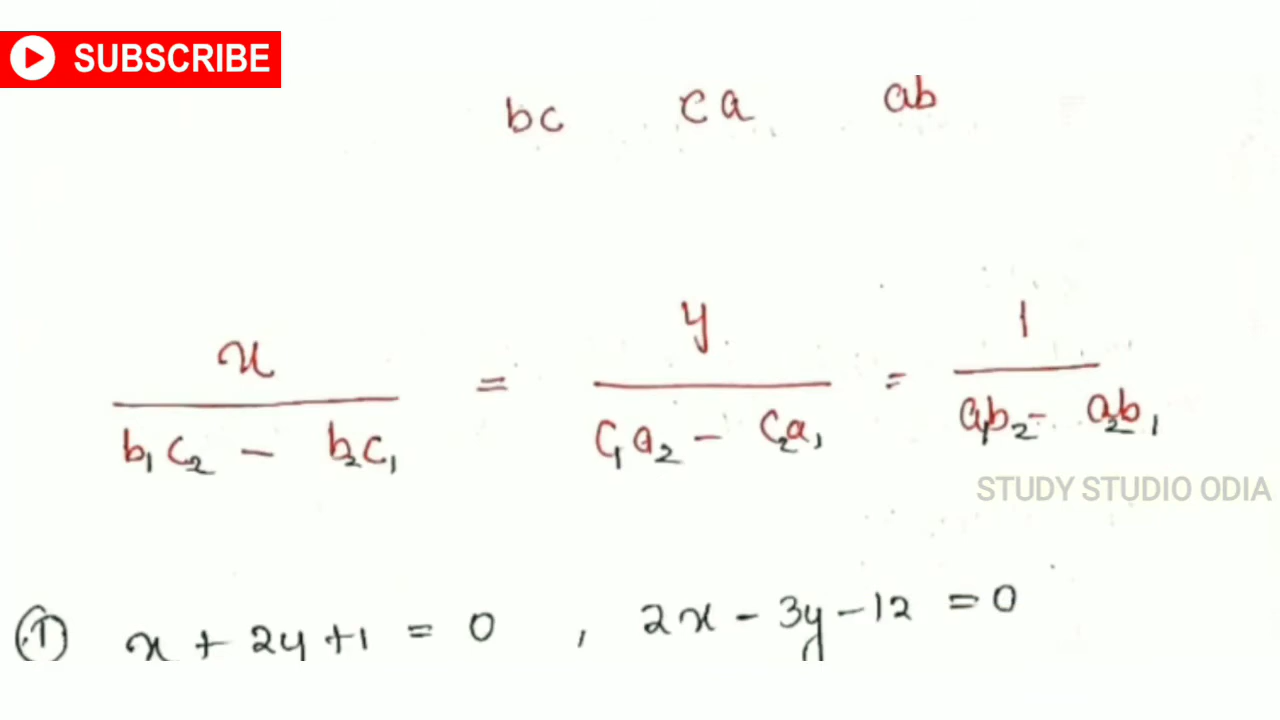 SUBSCRIBE
bc ca ab
x / (b₁c₂ - b₂c₁) = y / (c₁a₂ - c₂a₁) = 1 / (a₁b₂ - a₂b₁)
STUDY STUDIO ODIA
① x + 2y + 1 = 0 , 2x - 3y - 12 = 0